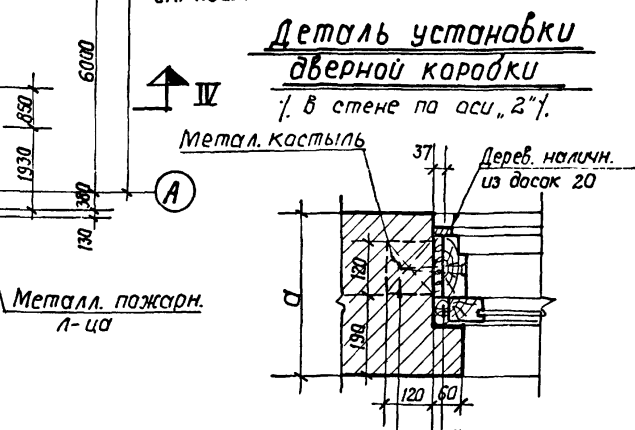 Деталь установки
дверной коробки
/. В стене по оси „2"/.
6000
IV
850
1930
380
130
А
Метал. костыль
37
Дерев. наличн.
из досок 20
Металл. пожарн.
л-ца
а
120
190
120
60